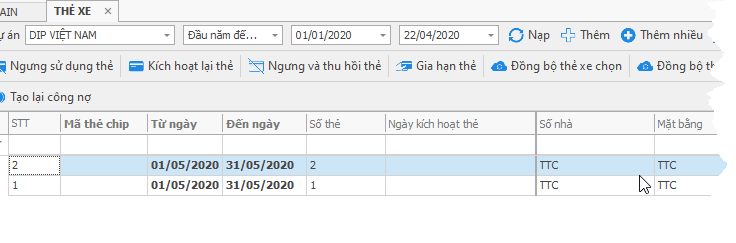 AIN THẺ XE ×
ự án DIP VIỆT NAM Đầu năm đế... 01/01/2020 22/04/2020 Nạp Thêm Thêm nhiều
Ngưng sử dụng thẻ Kích hoạt lại thẻ Ngưng và thu hồi thẻ Gia hạn thẻ Đồng bộ thẻ xe chọn Đồng bộ th
Tạo lại công nợ
STT Mã thẻ chip Từ ngày Đến ngày Số thẻ Ngày kích hoạt thẻ Số nhà Mặt bằng
2 01/05/2020 31/05/2020 2 TTC TTC
1 01/05/2020 31/05/2020 1 TTC TTC